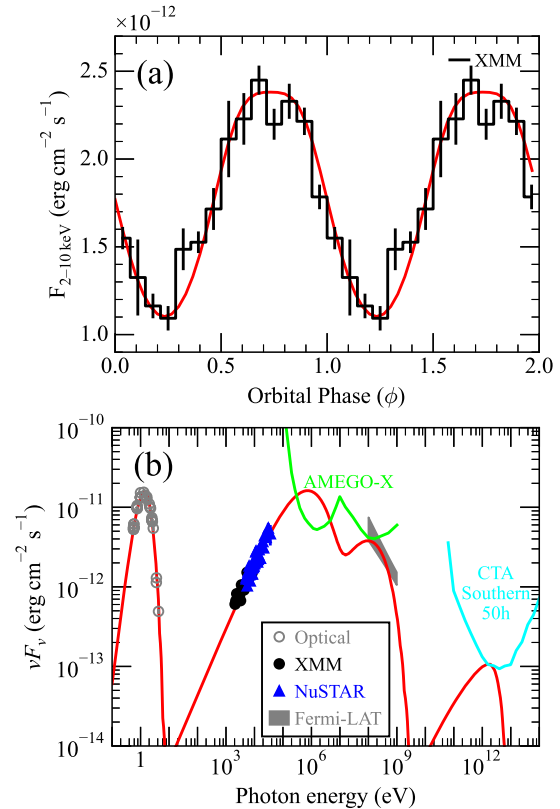 ×10⁻¹²
(a)
XMM
2.5
2.0
1.5
1.0
F2−10 keV (erg cm⁻² s⁻¹)
0.0 0.5 1.0 1.5 2.0
Orbital Phase (ϕ)
10⁻¹⁰
(b)
AMEGO-X
10⁻¹¹
10⁻¹²
CTA
Southern
50h
Optical
XMM
NuSTAR
Fermi-LAT
10⁻¹³
10⁻¹⁴
νFν (erg cm⁻² s⁻¹)
1 10³ 10⁶ 10⁹ 10¹²
Photon energy (eV)